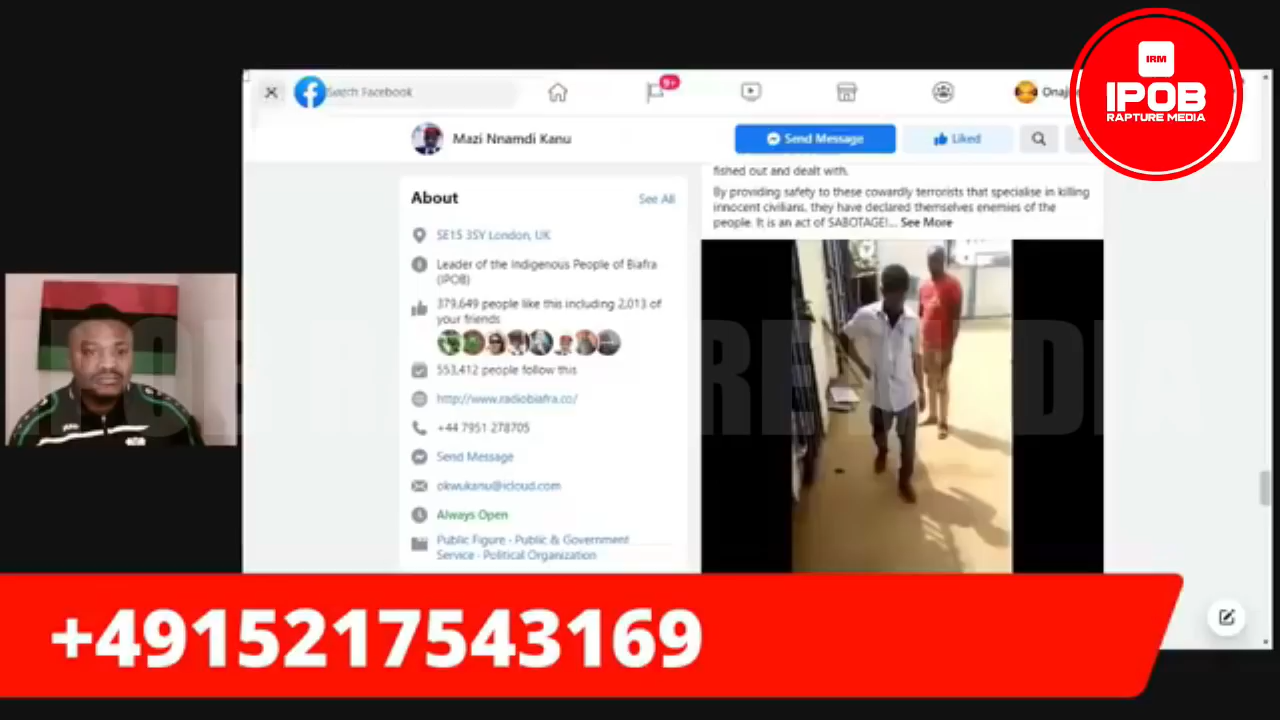 IRM
IPOB
RAPTURE MEDIA
Search Facebook
9+
Mazi Nnamdi Kanu
Send Message
Liked
About
See All
SE15 3SY London, UK
Leader of the Indigenous People of Biafra
(IPOB)
379,649 people like this including 2,013 of
your friends
553,412 people follow this
http://www.radiobiafra.co/
+44 7951 278705
Send Message
okwukanu@icloud.com
Always Open
Public Figure · Public & Government
Service · Political Organization
fished out and dealt with.
By providing safety to these cowardly terrorists that specialise in killing
innocent civilians, they have declared themselves enemies of the
people. It is an act of SABOTAGE!... See More
+4915217543169